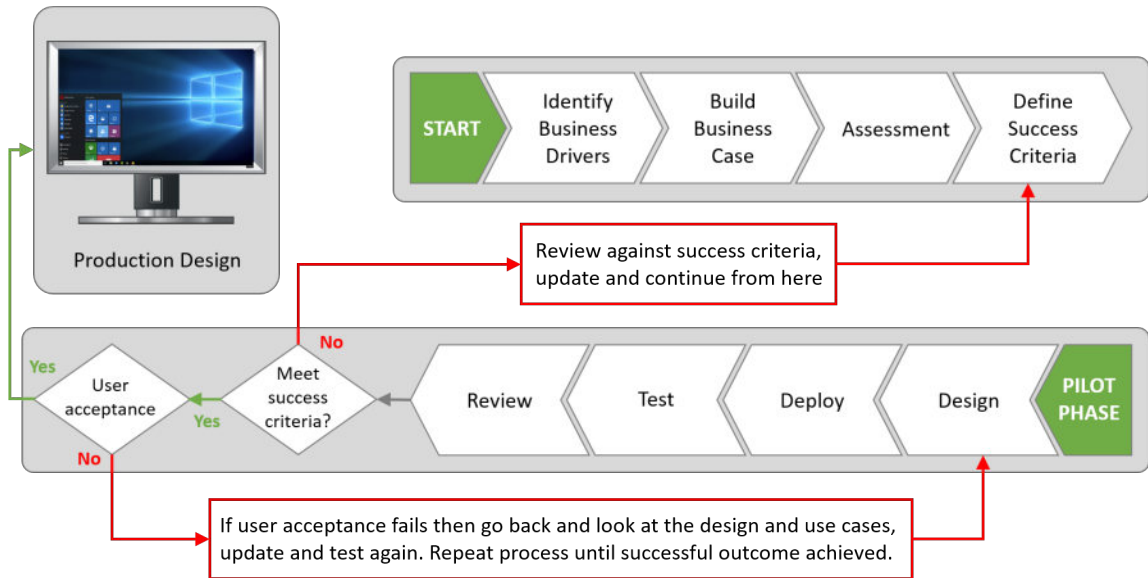 START
Identify
Business
Drivers
Build
Business
Case
Assessment
Define
Success
Criteria
Production Design
Review against success criteria,
update and continue from here
No
Yes
User
acceptance
Meet
success
criteria?
Yes
No
Review
Test
Deploy
Design
PILOT
PHASE
If user acceptance fails then go back and look at the design and use cases,
update and test again. Repeat process until successful outcome achieved.